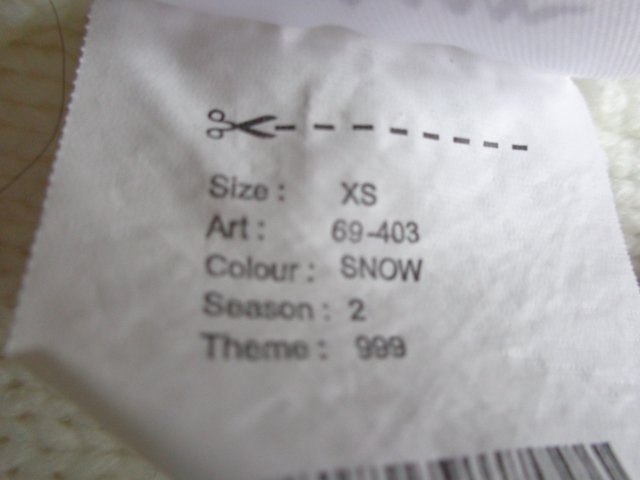 Size : XS
Art : 69-403
Colour : SNOW
Season : 2
Theme : 999